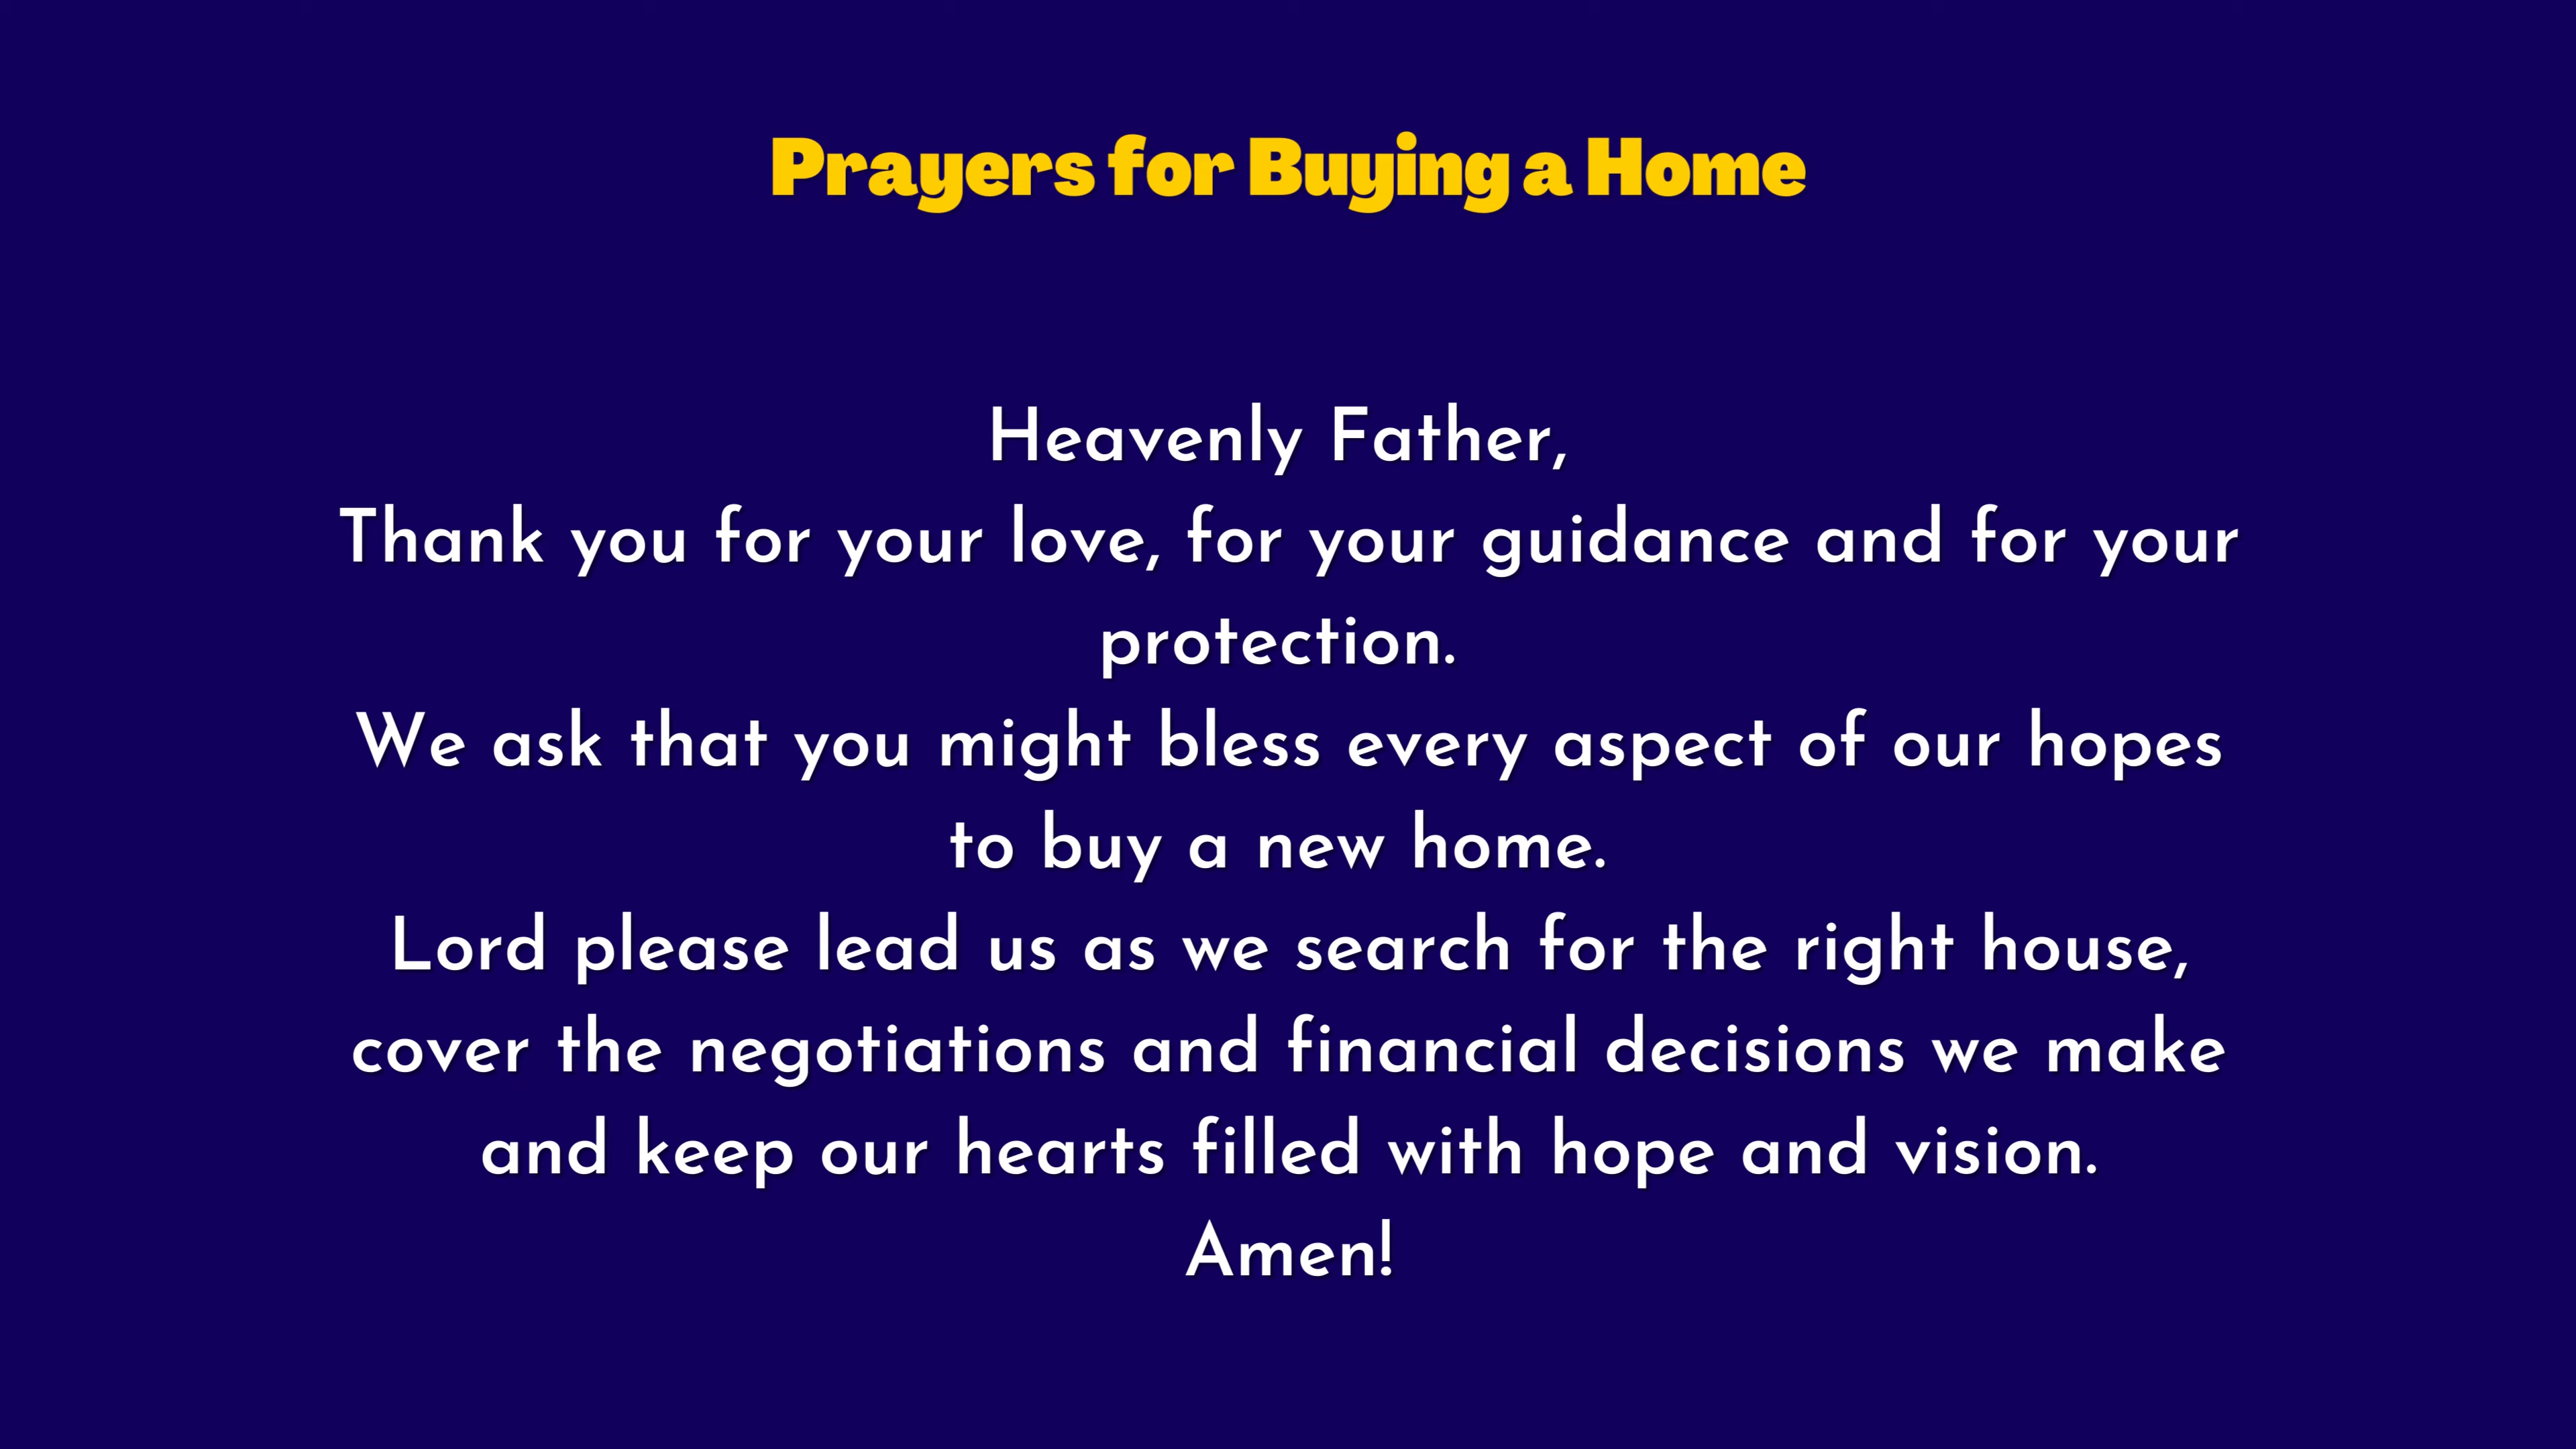 Prayers for Buying a Home
Heavenly Father,
Thank you for your love, for your guidance and for your
protection.
We ask that you might bless every aspect of our hopes
to buy a new home.
Lord please lead us as we search for the right house,
cover the negotiations and financial decisions we make
and keep our hearts filled with hope and vision.
Amen!